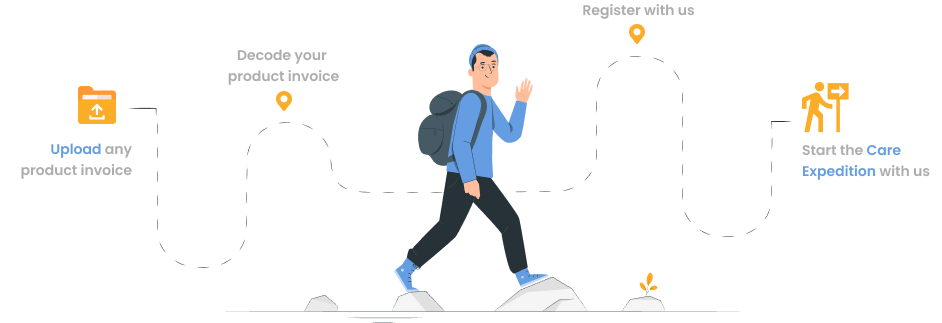 Upload any
product invoice
Decode your
product invoice
Register with us
Start the Care
Expedition with us